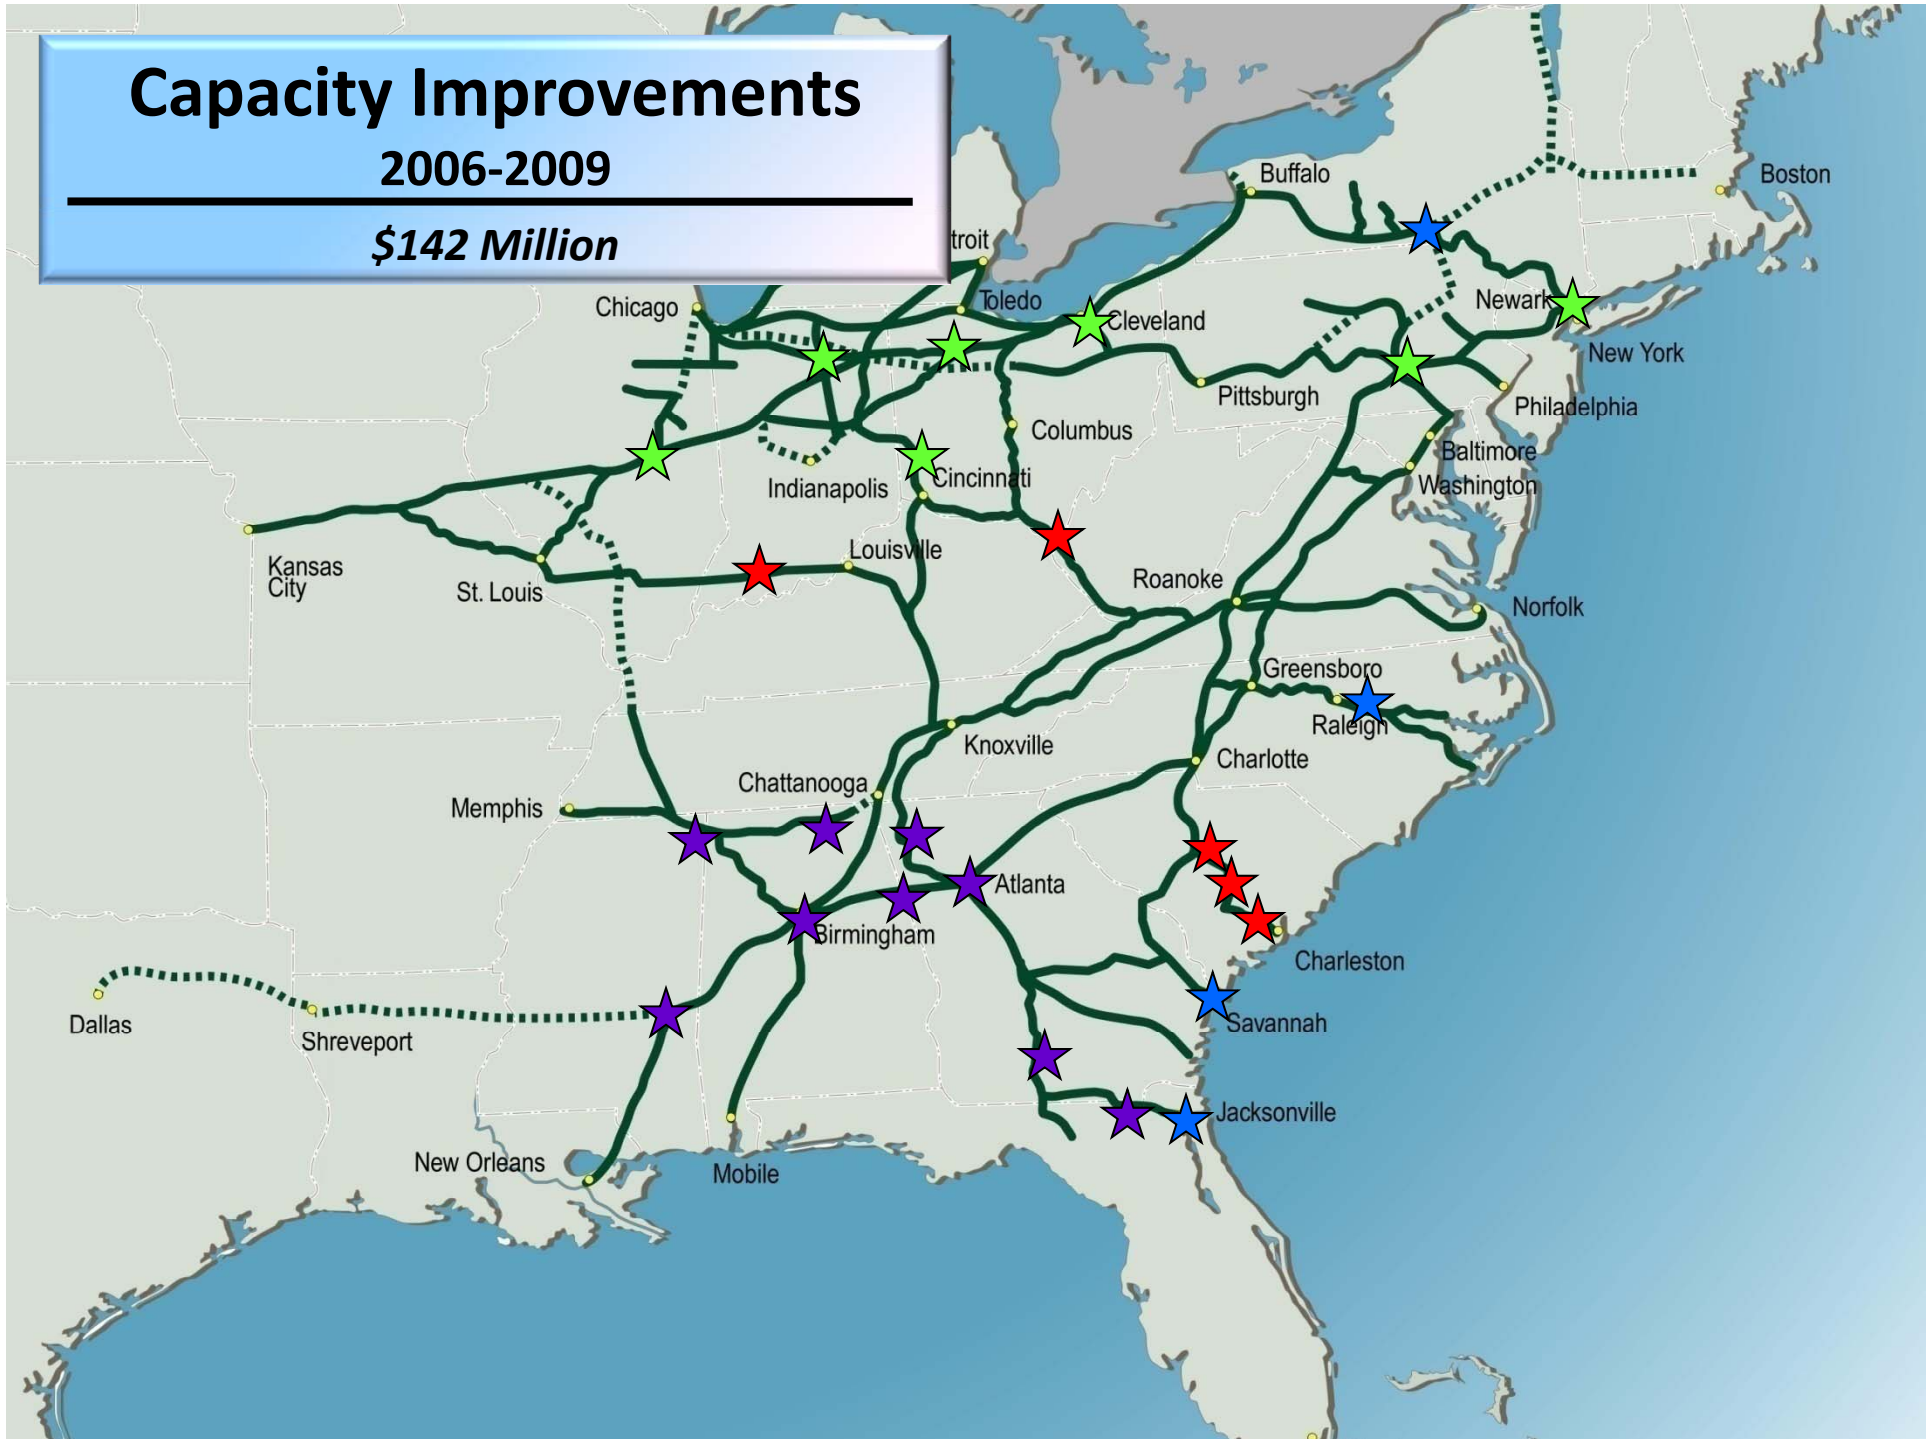 Capacity Improvements
2006-2009
$142 Million
Buffalo
Boston
troit
Chicago
Toledo
Newark
Cleveland
New York
Pittsburgh
Philadelphia
Columbus
Baltimore
Indianapolis
Cincinnati
Washington
Louisville
Kansas
City
St. Louis
Roanoke
Norfolk
Greensboro
Raleigh
Knoxville
Charlotte
Chattanooga
Memphis
Atlanta
Birmingham
Charleston
Dallas
Shreveport
Savannah
Jacksonville
New Orleans
Mobile